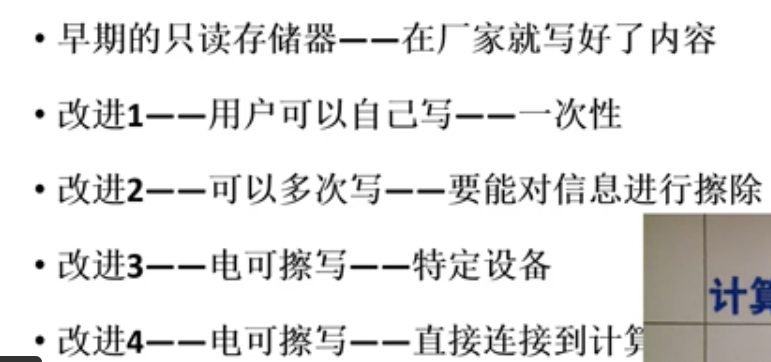 • 早期的只读存储器——在厂家就写好了内容
• 改进1——用户可以自己写——一次性
• 改进2——可以多次写——要能对信息进行擦除
• 改进3——电可擦写——特定设备
• 改进4——电可擦写——直接连接到计算
计算